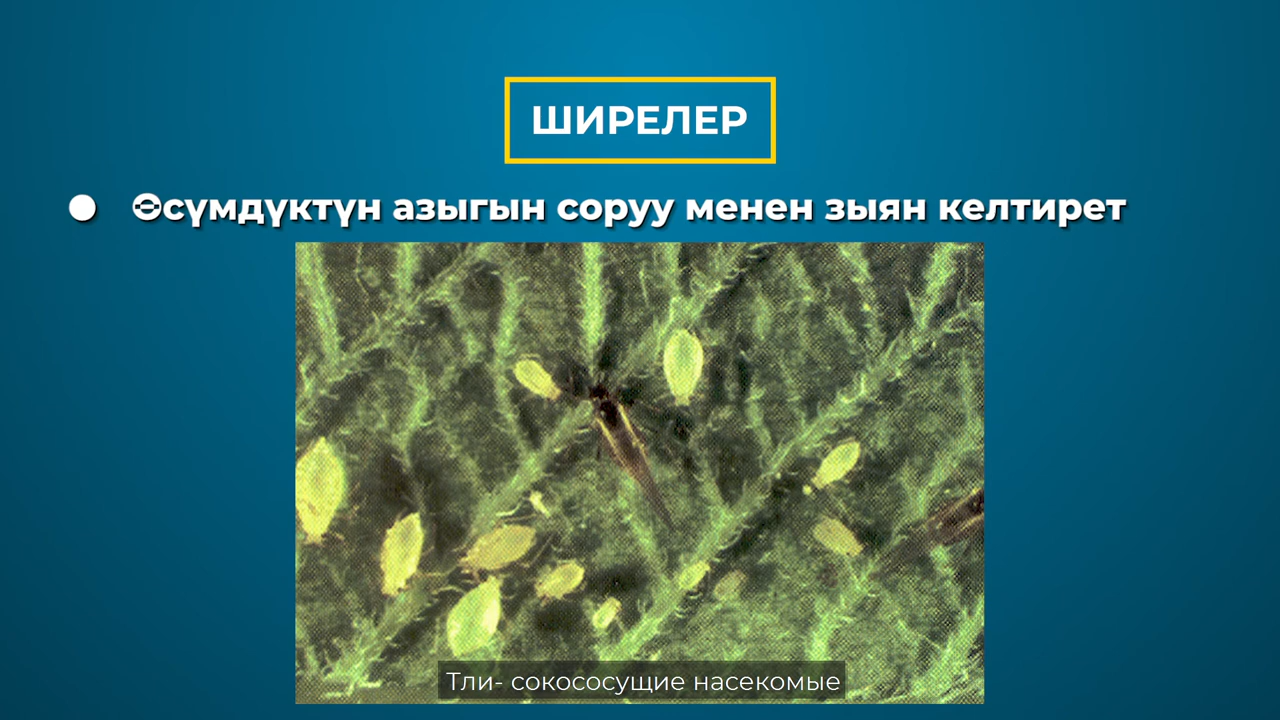 ШИРЕЛЕР
● Өсүмдүктүн азыгын соруу менен зыян келтирет
Тли- сокососущие насекомые